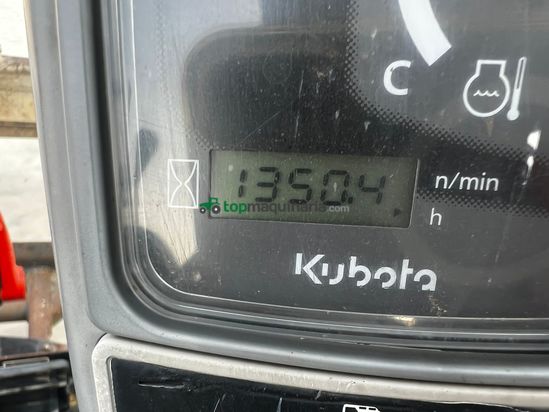 C
1350.4
n/min
h
topmaquinaria.com
Kubota